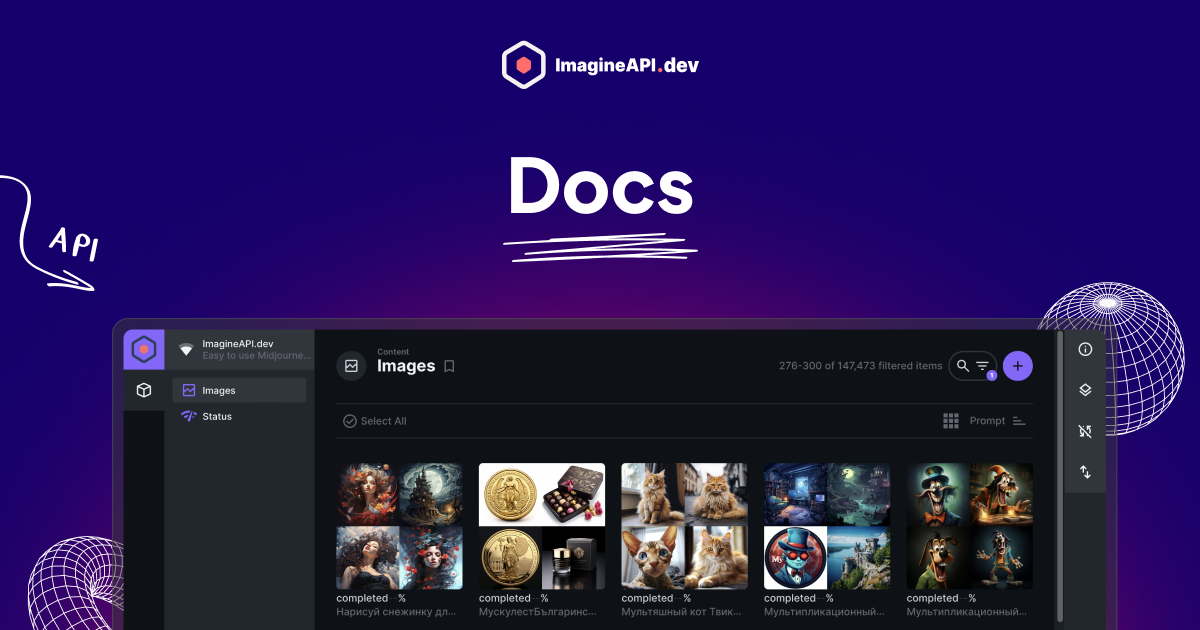 ImagineAPI.dev
Docs
API
ImagineAPI.dev
Easy to use Midjourne...
Images
Status
Content
Images
276-300 of 147,473 filtered items
1
Select All
Prompt
completed %
Нарисуй снежинку дл...
completed %
МускулестБългаринс...
completed %
Мультяшный кот Твик...
completed %
Мультипликационный...
completed %
Мультипликационный...